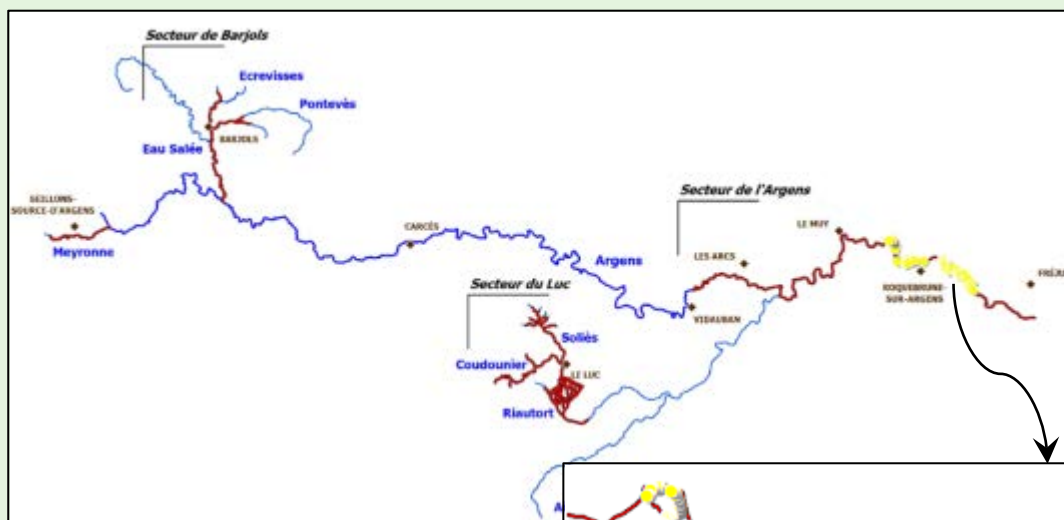 Secteur de Barjols
Ecrevisses
Pontevès
BARJOLS
Eau Salée
SEILLONS-
SOURCE-D'ARGENS
Meyronne
CARCÈS
Argens
Secteur de l'Argens
LES ARCS
LE MUY
ROQUEBRUNE-
SUR-ARGENS
VIDAUBAN
Secteur du Luc
Soliès
Coudounier
LE LUC
Riautort